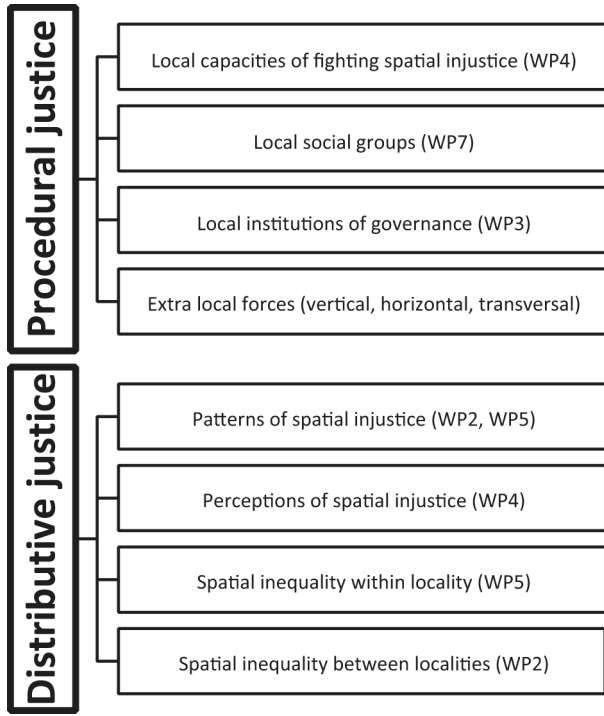 Procedural justice
Local capacities of fighting spatial injustice (WP4)
Local social groups (WP7)
Local institutions of governance (WP3)
Extra local forces (vertical, horizontal, transversal)
Distributive justice
Patterns of spatial injustice (WP2, WP5)
Perceptions of spatial injustice (WP4)
Spatial inequality within locality (WP5)
Spatial inequality between localities (WP2)